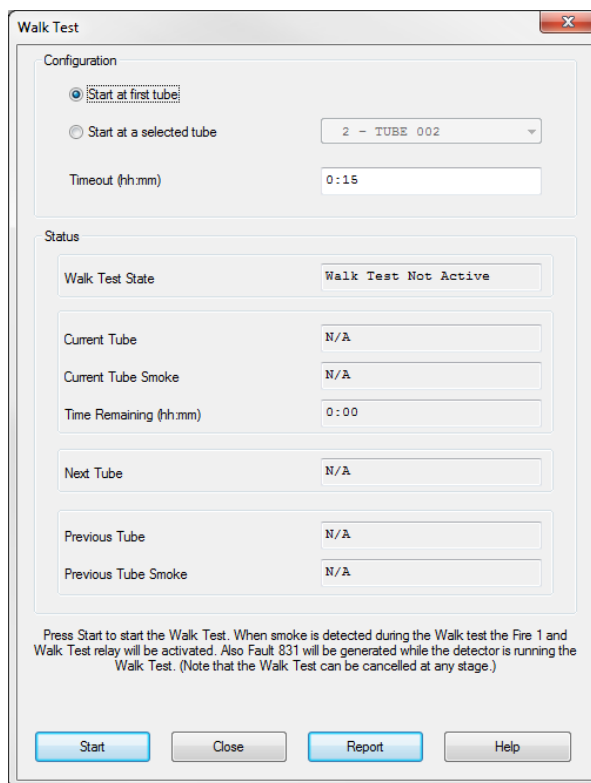 Walk Test
Configuration
Start at first tube
Start at a selected tube 2 - TUBE 002
Timeout (hh:mm) 0:15
Status
Walk Test State Walk Test Not Active
Current Tube N/A
Current Tube Smoke N/A
Time Remaining (hh:mm) 0:00
Next Tube N/A
Previous Tube N/A
Previous Tube Smoke N/A
Press Start to start the Walk Test. When smoke is detected during the Walk test the Fire 1 and
Walk Test relay will be activated. Also Fault 831 will be generated while the detector is running the
Walk Test. (Note that the Walk Test can be cancelled at any stage.)
Start Close Report Help